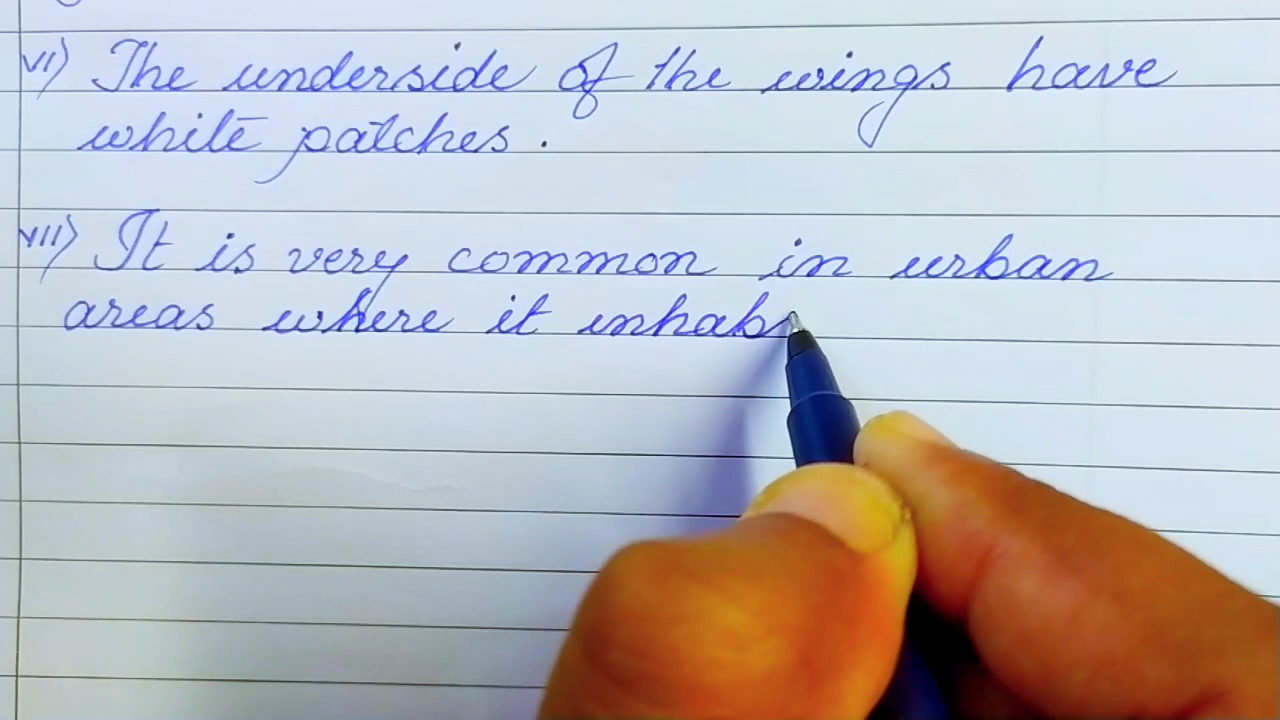 VI) The underside of the wings have
white patches.
VII) It is very common in urban
areas where it inhab